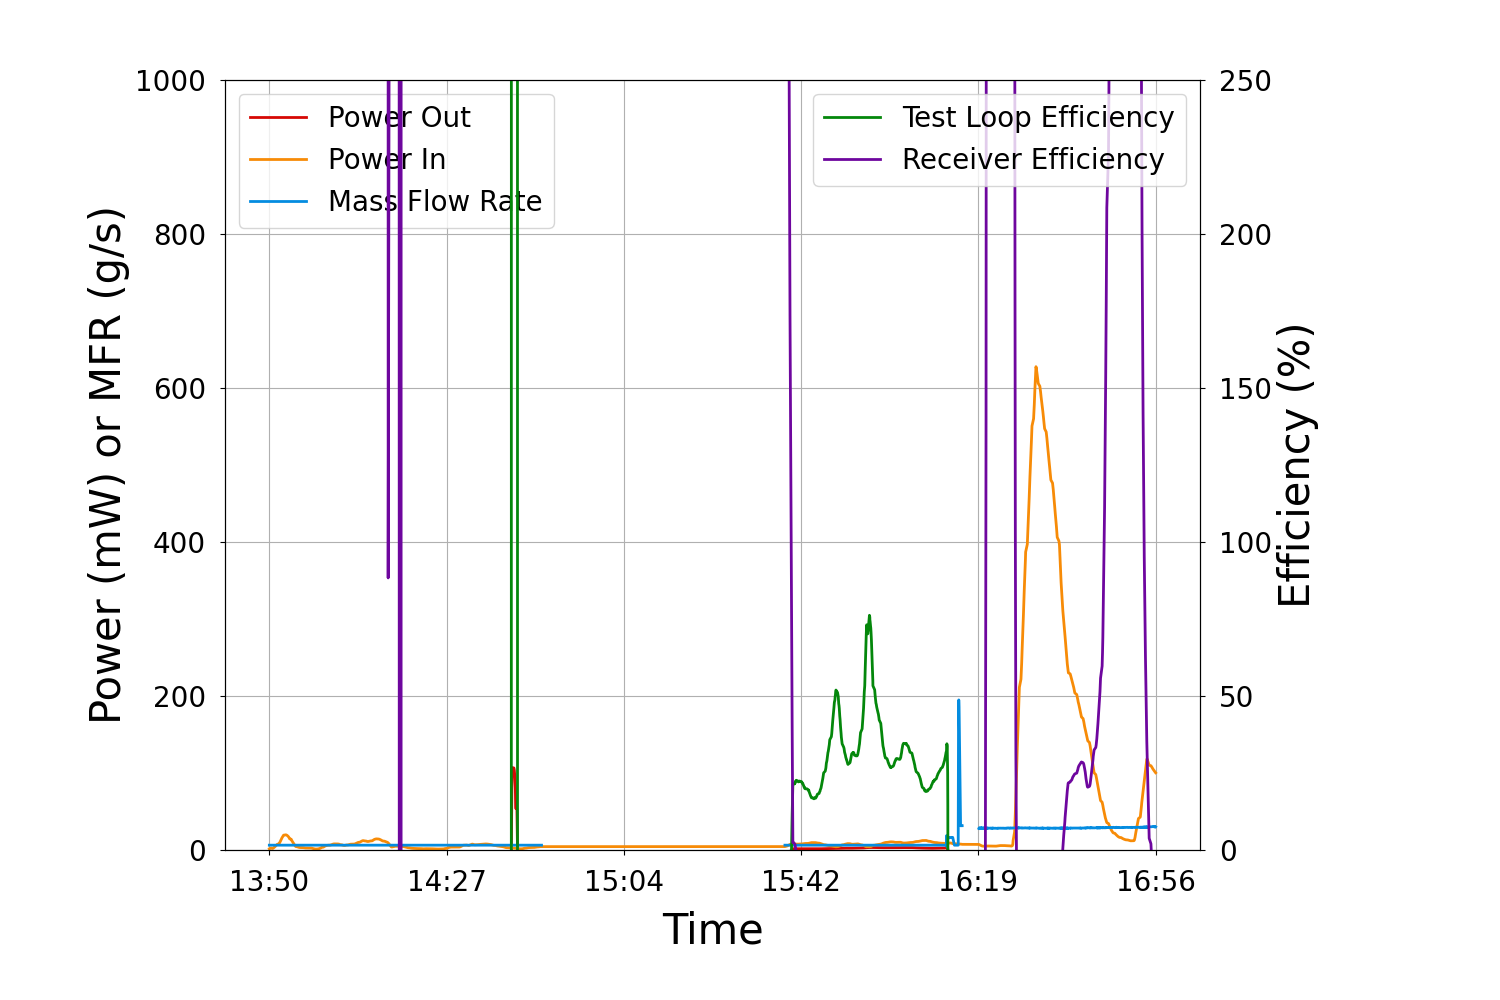 1000
800
600
400
200
0
Power (mW) or MFR (g/s)
Power Out
Power In
Mass Flow Rate
Test Loop Efficiency
Receiver Efficiency
250
200
150
100
50
0
Efficiency (%)
13:50 14:27 15:04 15:42 16:19 16:56
Time